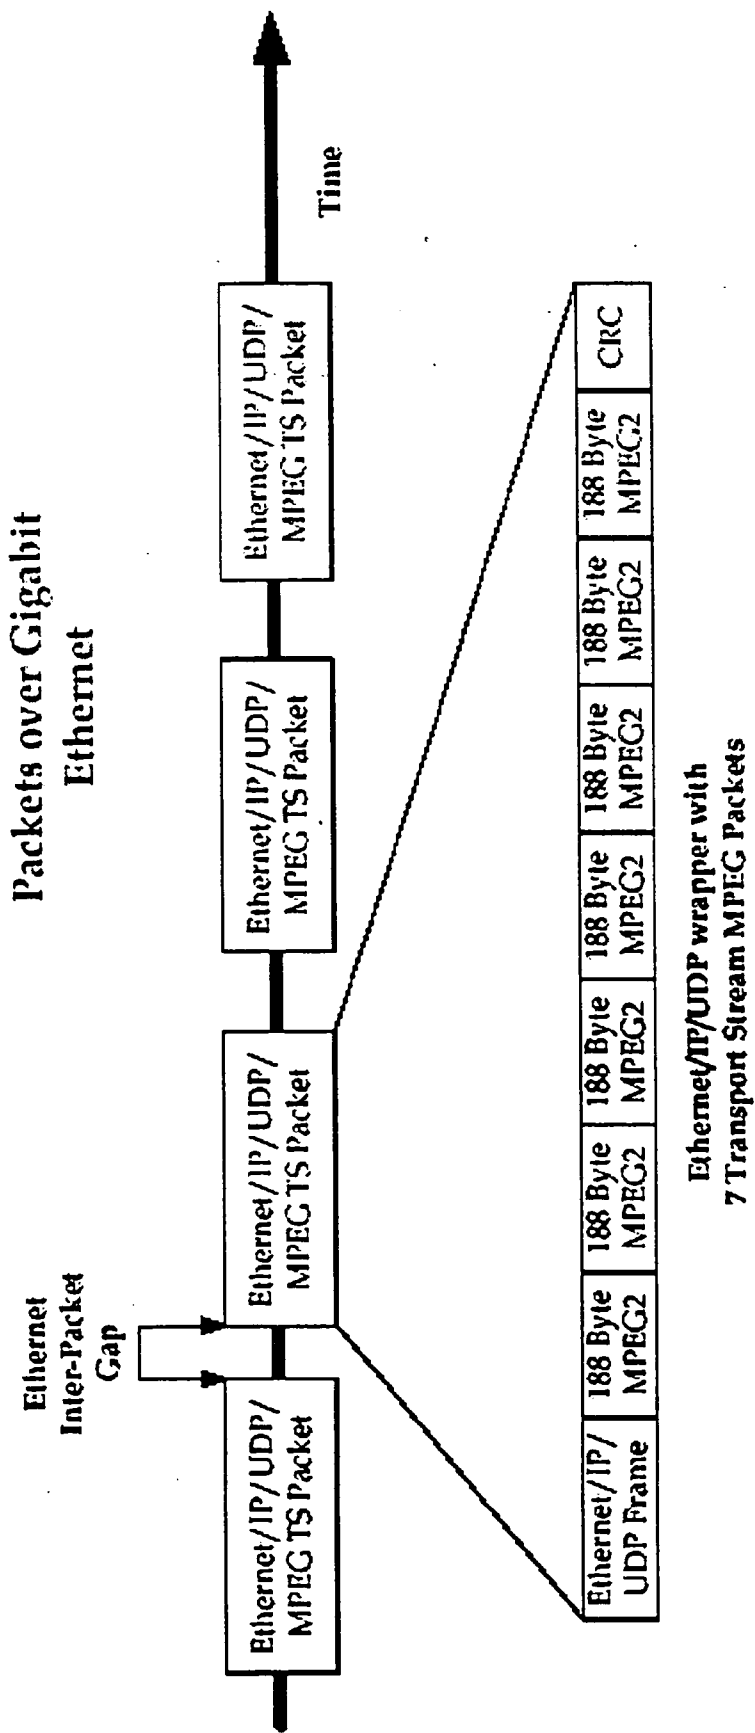 Packets over Gigabit
Ethernet
Ethernet
Inter-Packet
Gap
Ethernet/IP/UDP/
MPEG TS Packet
Ethernet/IP/UDP/
MPEG TS Packet
Ethernet/IP/UDP/
MPEG TS Packet
Ethernet/IP/UDP/
MPEG TS Packet
Time
Ethernet/IP/
UDP Frame
188 Byte
MPEG2
188 Byte
MPEG2
188 Byte
MPEG2
188 Byte
MPEG2
188 Byte
MPEG2
188 Byte
MPEG2
188 Byte
MPEG2
CRC
Ethernet/IP/UDP wrapper with
7 Transport Stream MPEG Packets